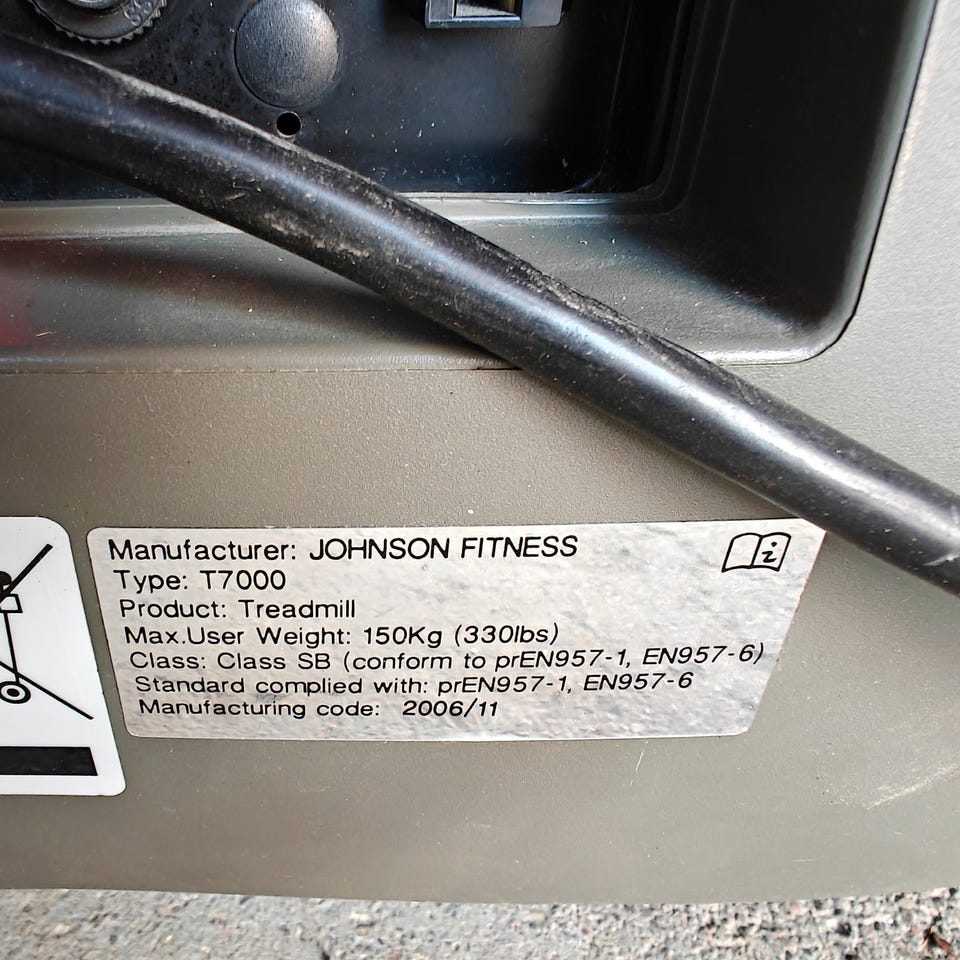 Manufacturer: JOHNSON FITNESS
Type: T7000
Product: Treadmill
Max.User Weight: 150Kg (330lbs)
Class: Class SB (conform to prEN957-1, EN957-6)
Standard complied with: prEN957-1, EN957-6
Manufacturing code: 2006/11